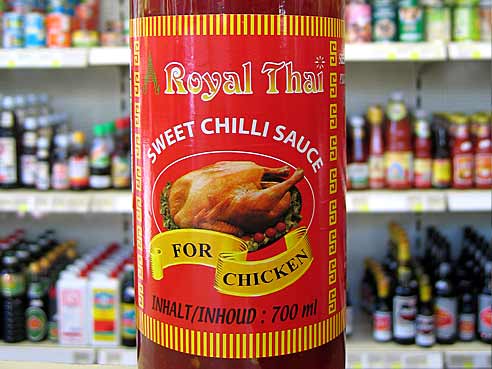 A Royal Thai
SWEET CHILLI SAUCE
FOR
CHICKEN
INHALT/INHOUD : 700 ml